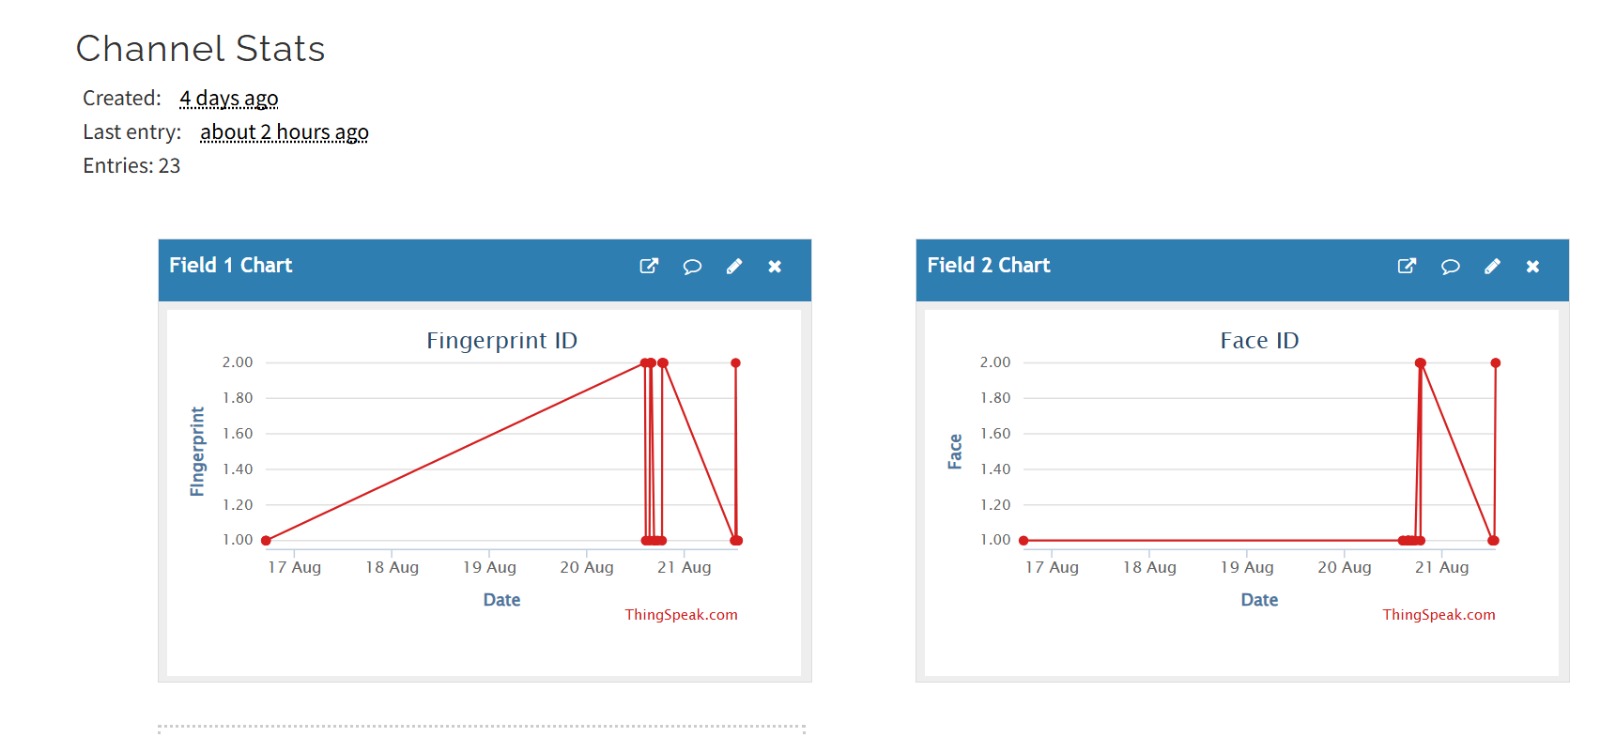 Channel Stats
Created: 4 days ago
Last entry: about 2 hours ago
Entries: 23
Field 1 Chart
Fingerprint ID
FIngerprint
2.00
1.80
1.60
1.40
1.20
1.00
17 Aug 18 Aug 19 Aug 20 Aug 21 Aug
Date
ThingSpeak.com
Field 2 Chart
Face ID
Face
2.00
1.80
1.60
1.40
1.20
1.00
17 Aug 18 Aug 19 Aug 20 Aug 21 Aug
Date
ThingSpeak.com